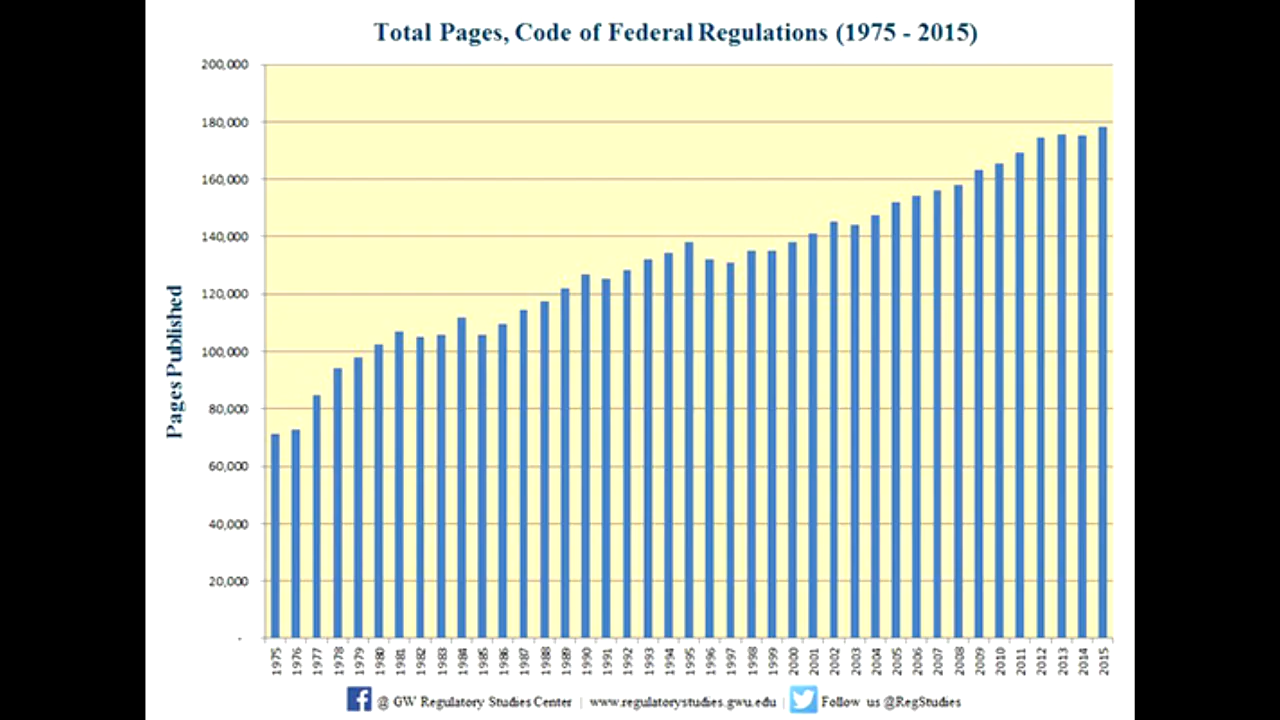 Total Pages, Code of Federal Regulations (1975 - 2015)
200,000
180,000
160,000
140,000
120,000
100,000
80,000
60,000
40,000
20,000
-
Pages Published
1975 1976 1977 1978 1979 1980 1981 1982 1983 1984 1985 1986 1987 1988 1989 1990 1991 1992 1993 1994 1995 1996 1997 1998 1999 2000 2001 2002 2003 2004 2005 2006 2007 2008 2009 2010 2011 2012 2013 2014 2015
@ GW Regulatory Studies Center | www.regulatorystudies.gwu.edu | Follow us @RegStudies